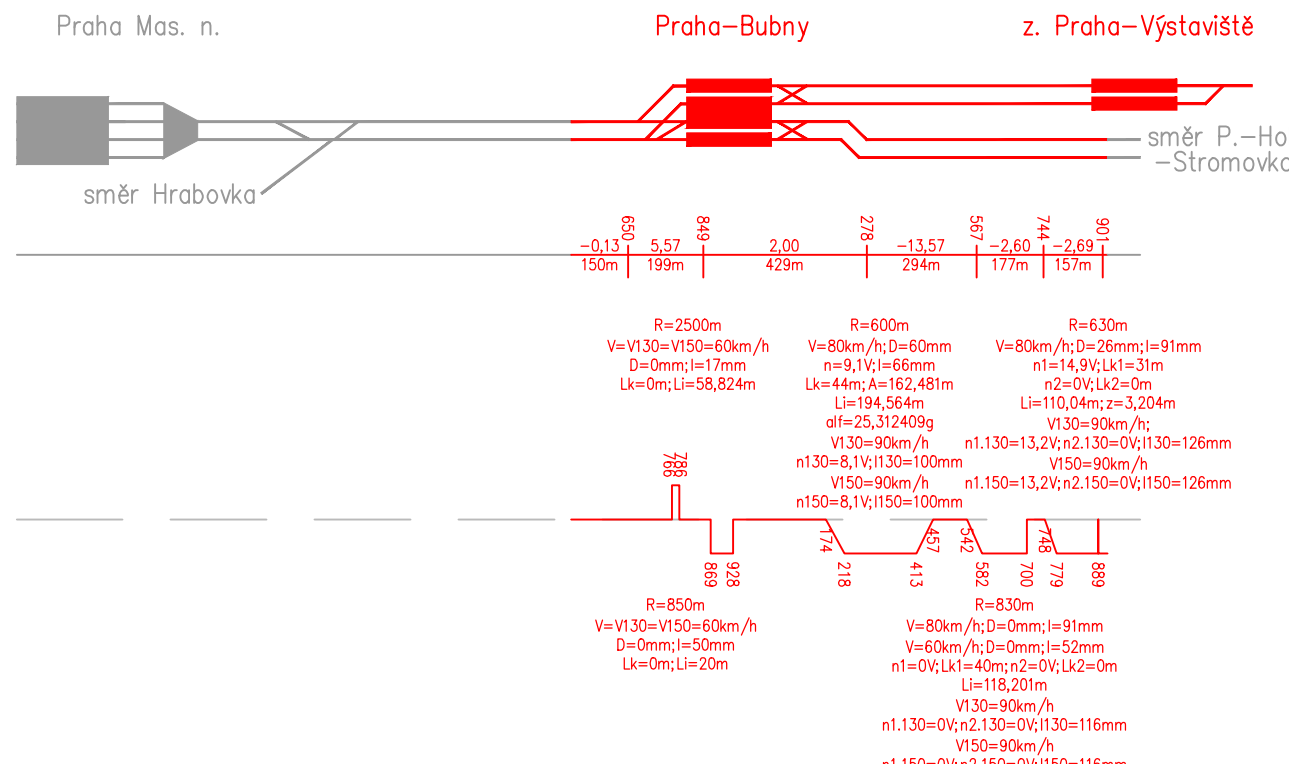 Praha Mas. n.
Praha-Bubny
z. Praha-Výstaviště
směr P.-Ho
-Stromovka
směr Hrabovka
650
849
278
567
744
901
-0,13
5,57
2,00
-13,57
-2,60
-2,69
150m
199m
429m
294m
177m
157m
R=2500m
V=V130=V150=60km/h
D=0mm;I=17mm
Lk=0m;Li=58,824m
R=600m
V=80km/h;D=60mm
n=9,1V;I=66mm
Lk=44m;A=162,481m
Li=194,564m
alf=25,312409g
V130=90km/h
n130=8,1V;I130=100mm
V150=90km/h
n150=8,1V;I150=100mm
R=630m
V=80km/h;D=26mm;I=91mm
n1=14,9V;Lk1=31m
n2=0V;Lk2=0m
Li=110,04m;z=3,204m
V130=90km/h;
n1.130=13,2V;n2.130=0V;I130=126mm
V150=90km/h
n1.150=13,2V;n2.150=0V;I150=126mm
766
786
869
928
174
218
413
457
542
582
700
748
779
889
R=850m
V=V130=V150=60km/h
D=0mm;I=50mm
Lk=0m;Li=20m
R=830m
V=80km/h;D=0mm;I=91mm
V=60km/h;D=0mm;I=52mm
n1=0V;Lk1=40m;n2=0V;Lk2=0m
Li=118,201m
V130=90km/h
n1.130=0V;n2.130=0V;I130=116mm
V150=90km/h
n1.150=0V;n2.150=0V;I150=116mm